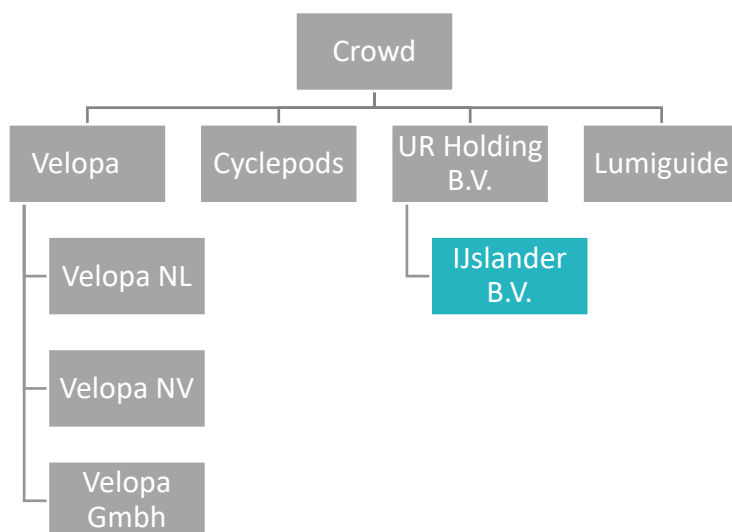 Crowd
Velopa
Cyclepods
UR Holding
B.V.
Lumiguide
Velopa NL
IJslander
B.V.
Velopa NV
Velopa
Gmbh